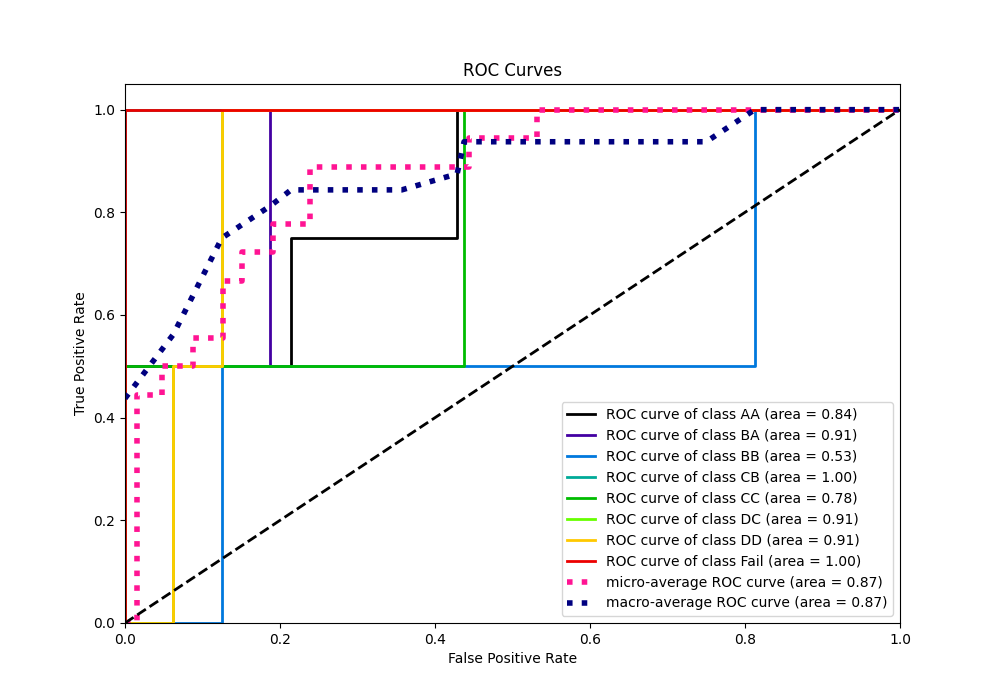 ROC Curves
True Positive Rate
1.0
0.8
0.6
0.4
0.2
0.0
0.0 0.2 0.4 0.6 0.8 1.0
False Positive Rate
ROC curve of class AA (area = 0.84)
ROC curve of class BA (area = 0.91)
ROC curve of class BB (area = 0.53)
ROC curve of class CB (area = 1.00)
ROC curve of class CC (area = 0.78)
ROC curve of class DC (area = 0.91)
ROC curve of class DD (area = 0.91)
ROC curve of class Fail (area = 1.00)
micro-average ROC curve (area = 0.87)
macro-average ROC curve (area = 0.87)